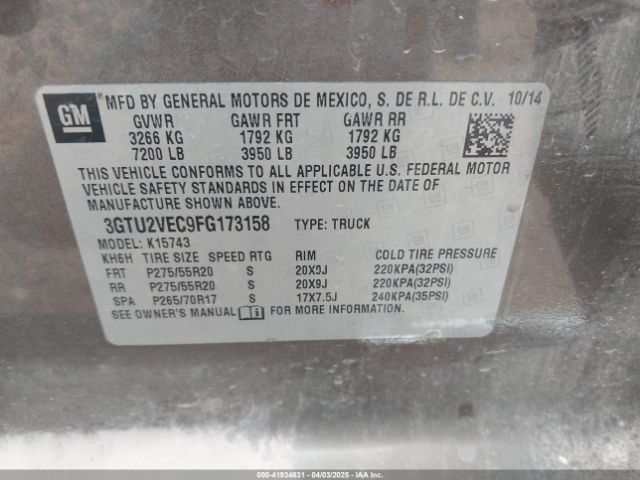 GM
MFD BY GENERAL MOTORS DE MEXICO, S. DE R.L. DE C.V. 10/14
GVWR GAWR FRT GAWR RR
3266 KG 1792 KG 1792 KG
7200 LB 3950 LB 3950 LB
THIS VEHICLE CONFORMS TO ALL APPLICABLE U.S. FEDERAL MOTOR
VEHICLE SAFETY STANDARDS IN EFFECT ON THE DATE OF
MANUFACTURE SHOWN ABOVE.
3GTU2VEC9FG173158 TYPE: TRUCK
MODEL: K15743
KH6H TIRE SIZE SPEED RTG RIM COLD TIRE PRESSURE
FRT P275/55R20 S 20X9J 220KPA(32PSI)
RR P275/55R20 S 20X9J 220KPA(32PSI)
SPA P265/70R17 S 17X7.5J 240KPA(35PSI)
SEE OWNER'S MANUAL FOR MORE INFORMATION.
000-41934631 - 04/03/2025 - IAAI.com